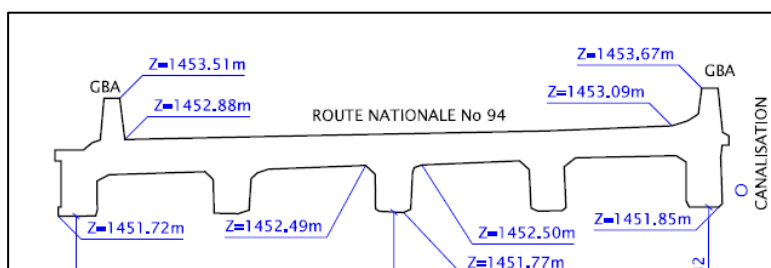 Z=1453.51m
Z=1453.67m
GBA
GBA
Z=1452.88m
Z=1453.09m
ROUTE NATIONALE No 94
CANALISATION
Z=1451.72m
Z=1452.49m
Z=1452.50m
Z=1451.85m
Z=1451.77m